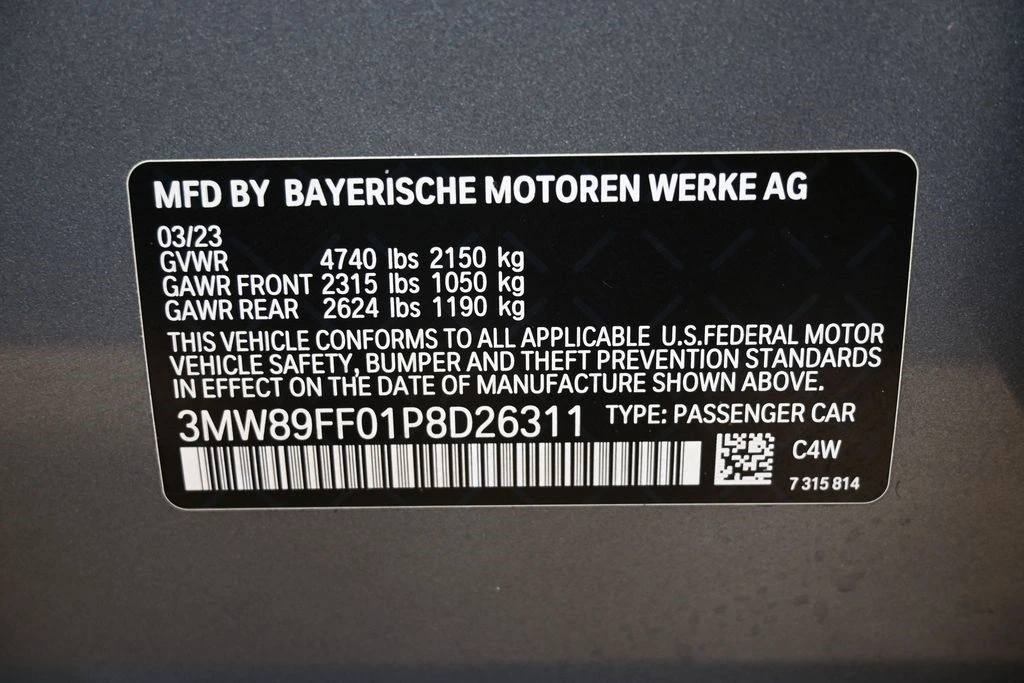 MFD BY BAYERISCHE MOTOREN WERKE AG
03/23
GVWR 4740 lbs 2150 kg
GAWR FRONT 2315 lbs 1050 kg
GAWR REAR 2624 lbs 1190 kg
THIS VEHICLE CONFORMS TO ALL APPLICABLE U.S.FEDERAL MOTOR
VEHICLE SAFETY, BUMPER AND THEFT PREVENTION STANDARDS
IN EFFECT ON THE DATE OF MANUFACTURE SHOWN ABOVE.
3MW89FF01P8D26311 TYPE: PASSENGER CAR
C4W
7 315 814